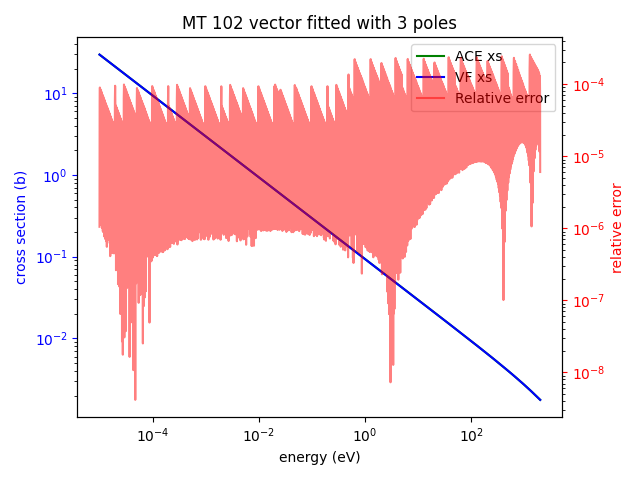 MT 102 vector fitted with 3 poles
ACE xs
VF xs
Relative error
10¹
10⁰
10⁻¹
10⁻²
cross section (b)
10⁻⁴
10⁻⁵
10⁻⁶
10⁻⁷
10⁻⁸
relative error
10⁻⁴ 10⁻² 10⁰ 10²
energy (eV)